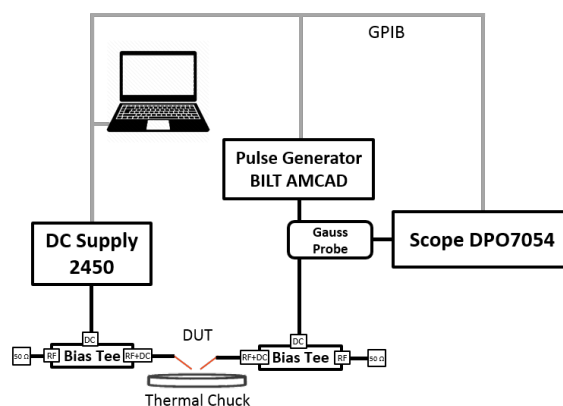 GPIB
Pulse Generator
BILT AMCAD
Gauss
Probe
Scope DPO7054
DC Supply
2450
DC
DUT
DC
50 Ω
RF
Bias Tee
RF+DC
RF+DC
Bias Tee
RF
50 Ω
Thermal Chuck